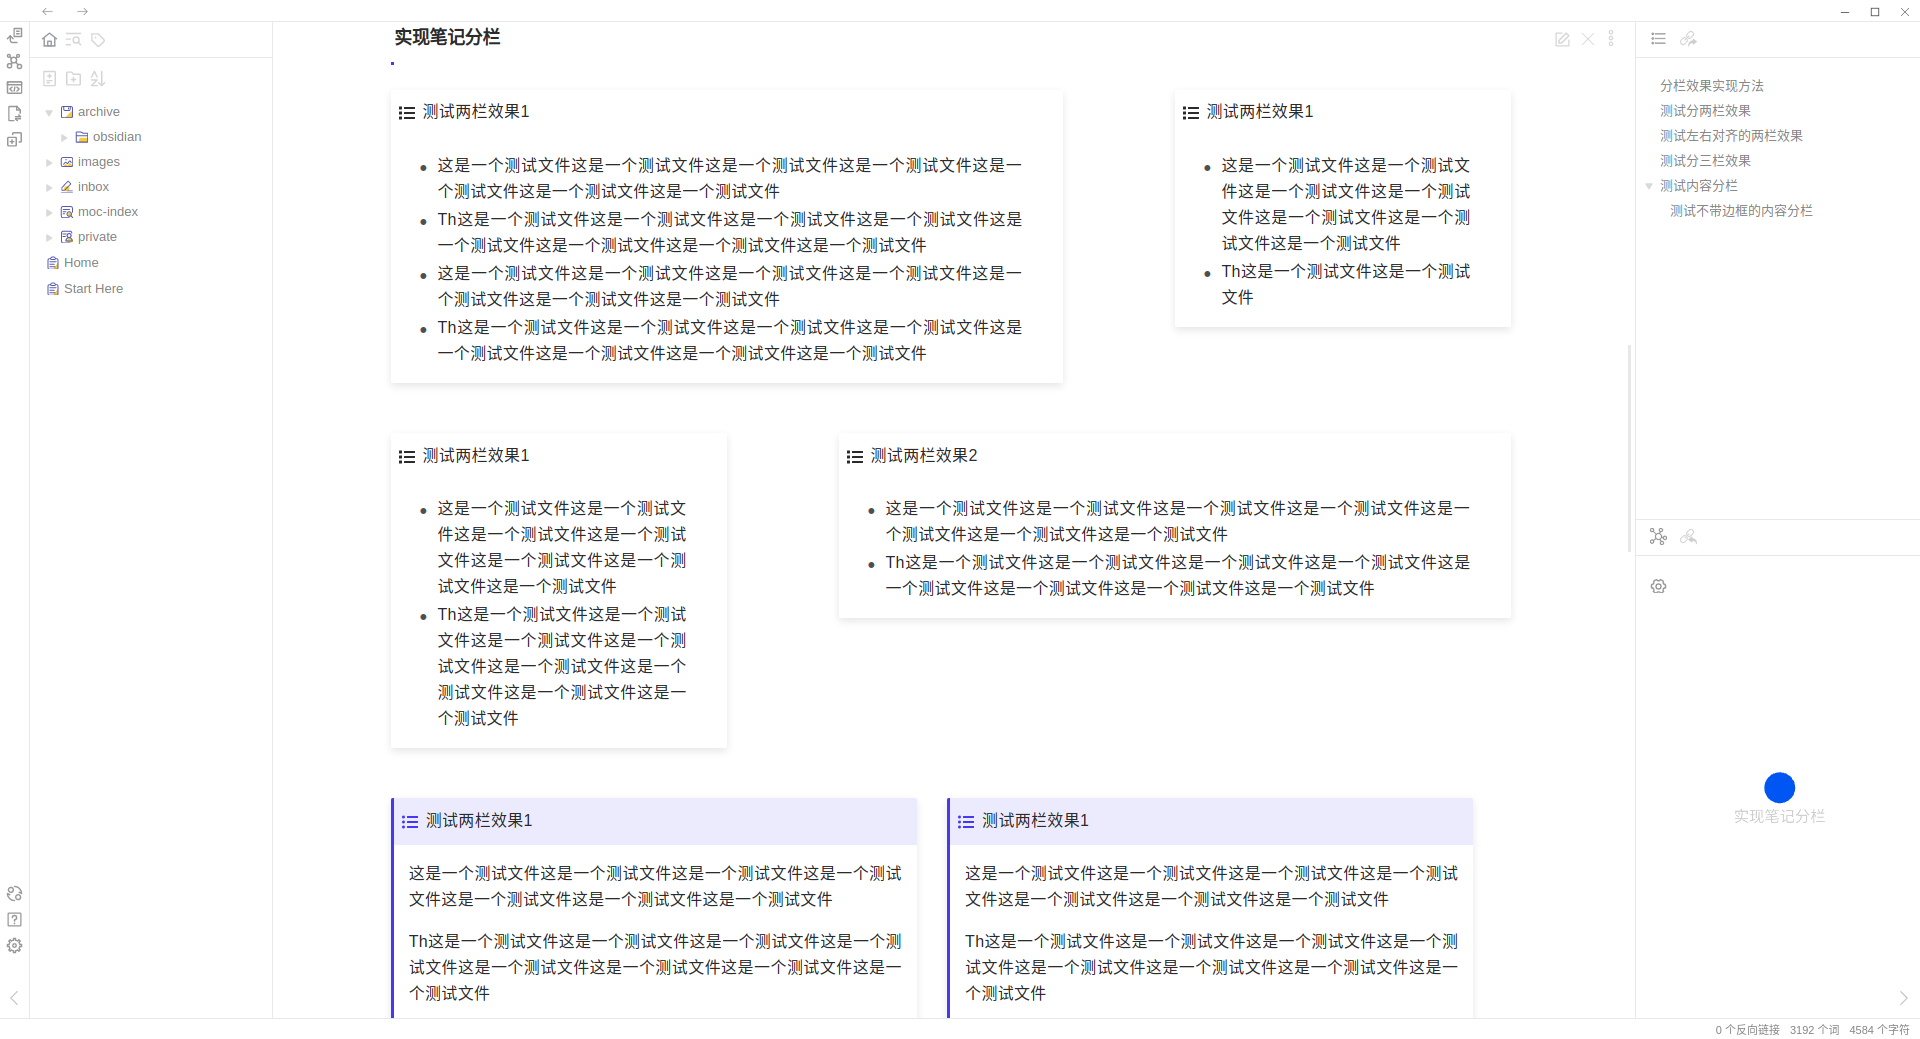 实现笔记分栏
archive
obsidian
images
inbox
moc-index
private
Home
Start Here
测试两栏效果1
这是一个测试文件这是一个测试文件这是一个测试文件这是一个测试文件这是一
个测试文件这是一个测试文件这是一个测试文件
Th这是一个测试文件这是一个测试文件这是一个测试文件这是一个测试文件这是
一个测试文件这是一个测试文件这是一个测试文件这是一个测试文件
这是一个测试文件这是一个测试文件这是一个测试文件这是一个测试文件这是一
个测试文件这是一个测试文件这是一个测试文件
Th这是一个测试文件这是一个测试文件这是一个测试文件这是一个测试文件这是
一个测试文件这是一个测试文件这是一个测试文件这是一个测试文件
测试两栏效果1
这是一个测试文件这是一个测试文
件这是一个测试文件这是一个测试
文件这是一个测试文件这是一个测
试文件这是一个测试文件
Th这是一个测试文件这是一个测试
文件
测试两栏效果1
这是一个测试文件这是一个测试文
件这是一个测试文件这是一个测试
文件这是一个测试文件这是一个测
试文件这是一个测试文件
Th这是一个测试文件这是一个测试
文件这是一个测试文件这是一个测
试文件这是一个测试文件这是一个
测试文件这是一个测试文件这是一
个测试文件
测试两栏效果2
这是一个测试文件这是一个测试文件这是一个测试文件这是一个测试文件这是一
个测试文件这是一个测试文件这是一个测试文件
Th这是一个测试文件这是一个测试文件这是一个测试文件这是一个测试文件这是
一个测试文件这是一个测试文件这是一个测试文件这是一个测试文件
测试两栏效果1
这是一个测试文件这是一个测试文件这是一个测试文件这是一个测试
文件这是一个测试文件这是一个测试文件这是一个测试文件
Th这是一个测试文件这是一个测试文件这是一个测试文件这是一个测
试文件这是一个测试文件这是一个测试文件这是一个测试文件这是一
个测试文件
测试两栏效果1
这是一个测试文件这是一个测试文件这是一个测试文件这是一个测试
文件这是一个测试文件这是一个测试文件这是一个测试文件
Th这是一个测试文件这是一个测试文件这是一个测试文件这是一个测
试文件这是一个测试文件这是一个测试文件这是一个测试文件这是一
个测试文件
分栏效果实现方法
测试分两栏效果
测试左右对齐的两栏效果
测试分三栏效果
测试内容分栏
测试不带边框的内容分栏
实现笔记分栏
0 个反向链接 3192 个词 4584 个字符